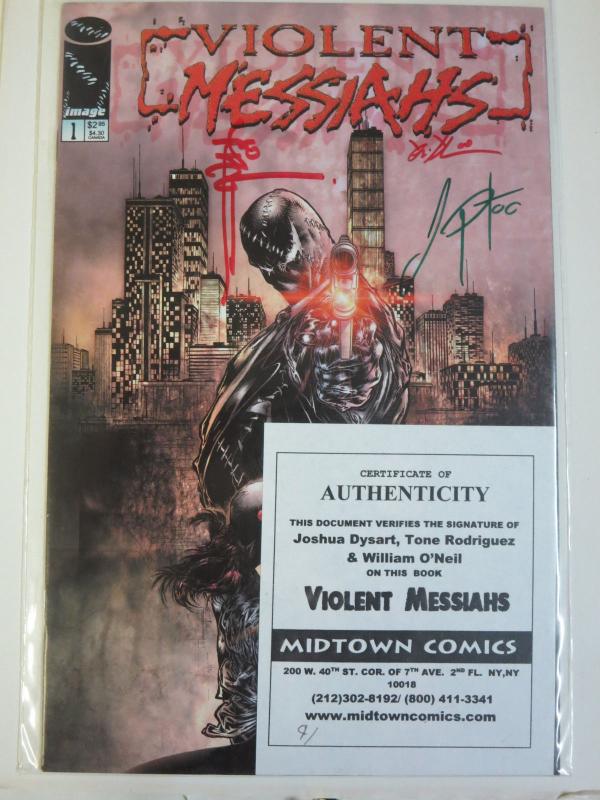 VIOLENT
MESSIAHS
image
1
$2.95
$4.30
CANADA
CERTIFICATE OF
AUTHENTICITY
THIS DOCUMENT VERIFIES THE SIGNATURE OF
Joshua Dysart, Tone Rodriguez
& William O'Neil
ON THIS BOOK
VIOLENT MESSIAHS
MIDTOWN COMICS
200 W. 40TH ST. COR. OF 7TH AVE. 2ND FL. NY,NY
10018
(212)302-8192/ (800) 411-3341
www.midtowncomics.com